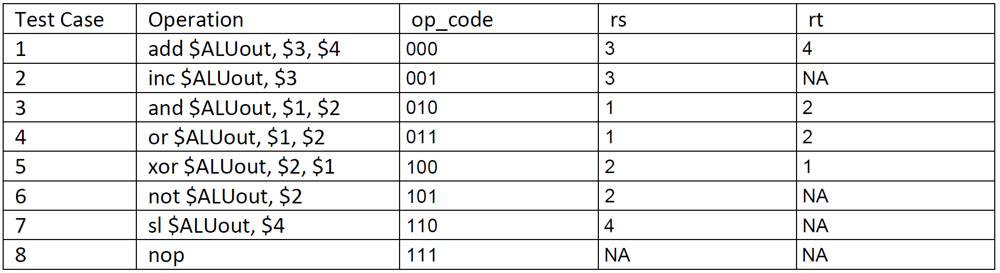 Test Case Operation op_code rs rt
1 add $ALUout, $3, $4 000 3 4
2 inc $ALUout, $3 001 3 NA
3 and $ALUout, $1, $2 010 1 2
4 or $ALUout, $1, $2 011 1 2
5 xor $ALUout, $2, $1 100 2 1
6 not $ALUout, $2 101 2 NA
7 sl $ALUout, $4 110 4 NA
8 nop 111 NA NA